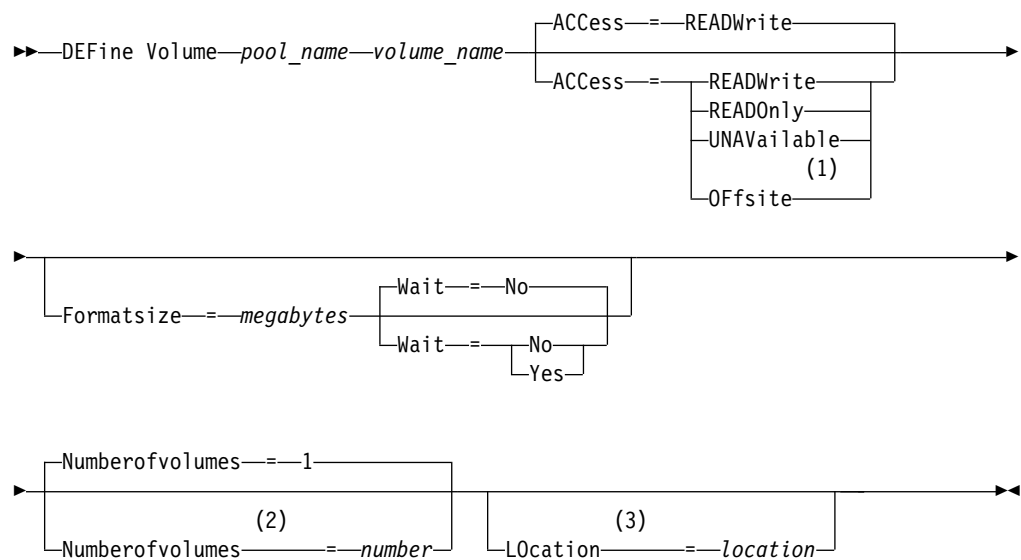 ACCess = READWrite
DEFine Volume pool_name volume_name
ACCess = READWrite
READOnly
UNAVailable
(1)
OFfsite
Wait = No
Formatsize = megabytes
Wait = No
Yes
Numberofvolumes = 1
(2) (3)
Numberofvolumes = number LOcation = location